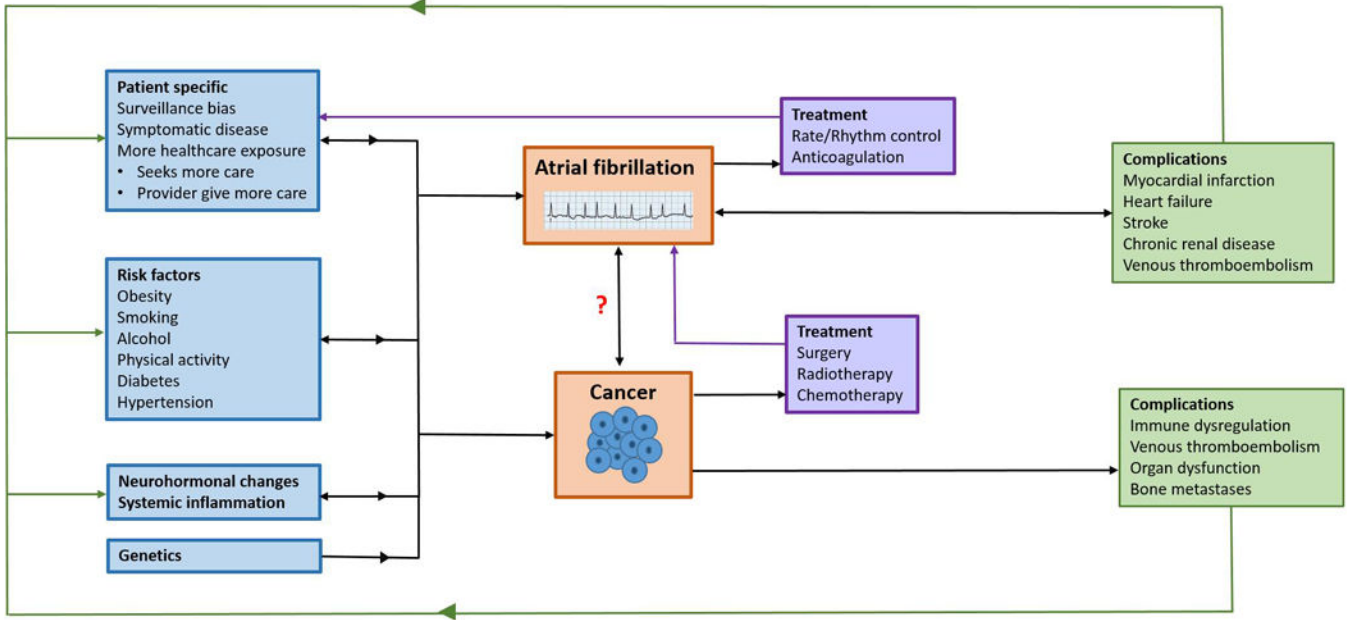 Patient specific
Surveillance bias
Symptomatic disease
More healthcare exposure
• Seeks more care
• Provider give more care
Risk factors
Obesity
Smoking
Alcohol
Physical activity
Diabetes
Hypertension
Neurohormonal changes
Systemic inflammation
Genetics
Atrial fibrillation
?
Cancer
Treatment
Rate/Rhythm control
Anticoagulation
Treatment
Surgery
Radiotherapy
Chemotherapy
Complications
Myocardial infarction
Heart failure
Stroke
Chronic renal disease
Venous thromboembolism
Complications
Immune dysregulation
Venous thromboembolism
Organ dysfunction
Bone metastases